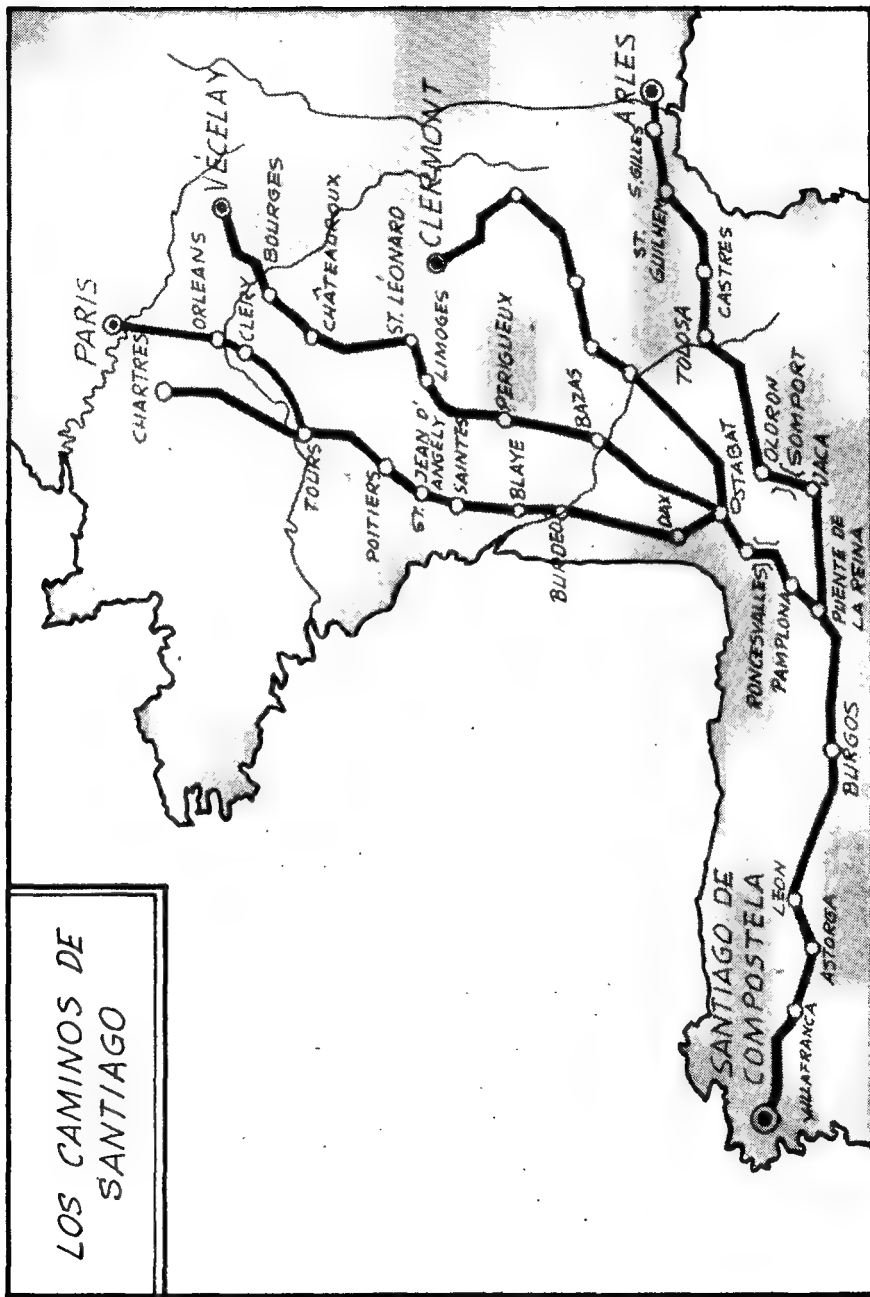 LOS CAMINOS DE
SANTIAGO
PARIS
CHARTRES
ORLEANS
CLERY
VÉCELAY
BOURGES
TOURS
CHÂTEAUROUX
POITIERS
ST. JEAN D'
ANGELY
SAINTES
ST. LÉONARD
LIMOGES
CLERMONT
BLAYE
PERIGUEUX
BURDEOS
BAZAS
DAX
OSTABAT
ARLES
S. GILLES
ST.
GUILHEM
CASTRES
TOLOSA
OLORON
(SOMPORT
JACA
RONCESVALLES
PAMPLONA
PUENTE DE
LA REINA
BURGOS
LEON
ASTORGA
VILLAFRANCA
SANTIAGO DE
COMPOSTELA